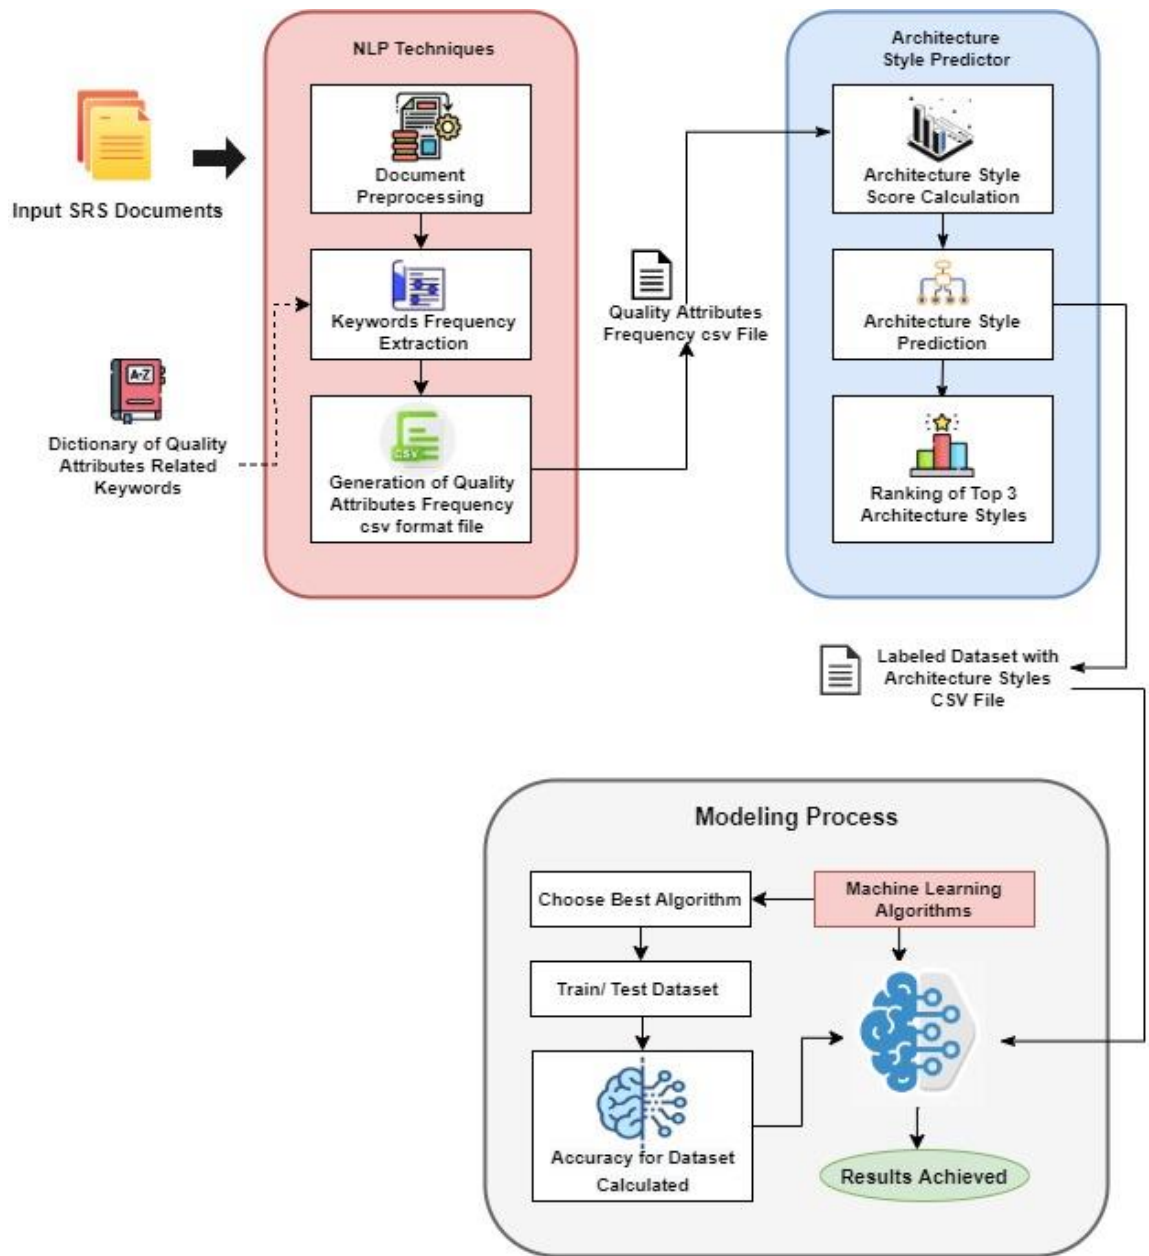 NLP Techniques
Document
Preprocessing
Input SRS Documents
Keywords Frequency
Extraction
A-Z
Dictionary of Quality
Attributes Related
Keywords
CSV
Generation of Quality
Attributes Frequency
csv format file
Quality Attributes
Frequency csv File
Architecture
Style Predictor
Architecture Style
Score Calculation
Architecture Style
Prediction
Ranking of Top 3
Architecture Styles
Labeled Dataset with
Architecture Styles
CSV File
Modeling Process
Choose Best Algorithm
Machine Learning
Algorithms
Train/ Test Dataset
Accuracy for Dataset
Calculated
Results Achieved